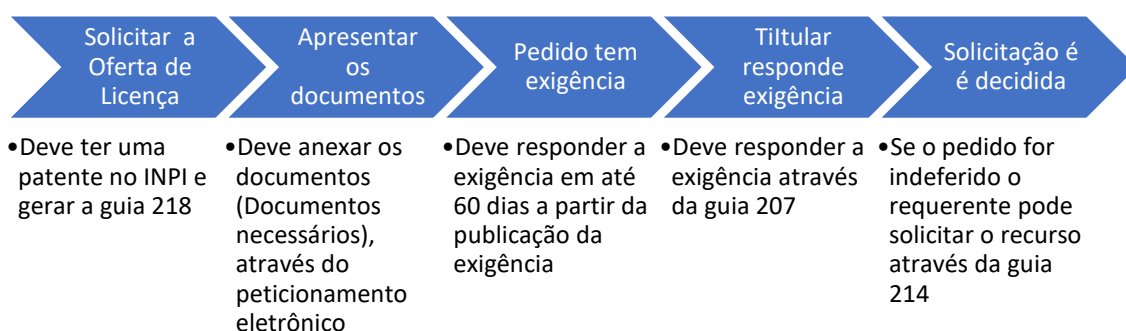 Solicitar a
Oferta de
Licença
Apresentar
os
documentos
Pedido tem
exigência
Tiltular
responde
exigência
Solicitação é
é decidida
•Deve ter uma
patente no INPI e
gerar a guia 218
•Deve anexar os
documentos
(Documentos
necessários),
através do
peticionamento
eletrônico
•Deve responder a
exigência em até
60 dias a partir da
publicação da
exigência
•Deve responder a
exigência através
da guia 207
•Se o pedido for
indeferido o
requerente pode
solicitar o recurso
através da guia
214